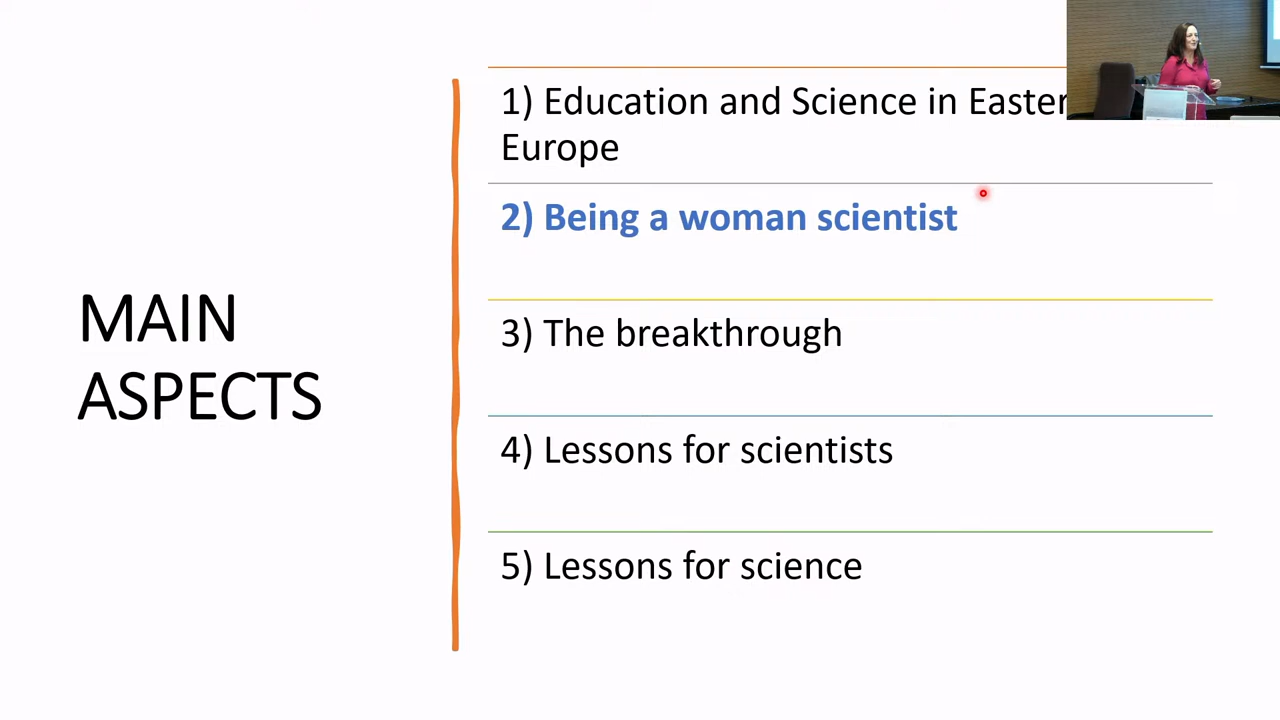 MAIN
ASPECTS
1) Education and Science in Easter
Europe
2) Being a woman scientist
3) The breakthrough
4) Lessons for scientists
5) Lessons for science